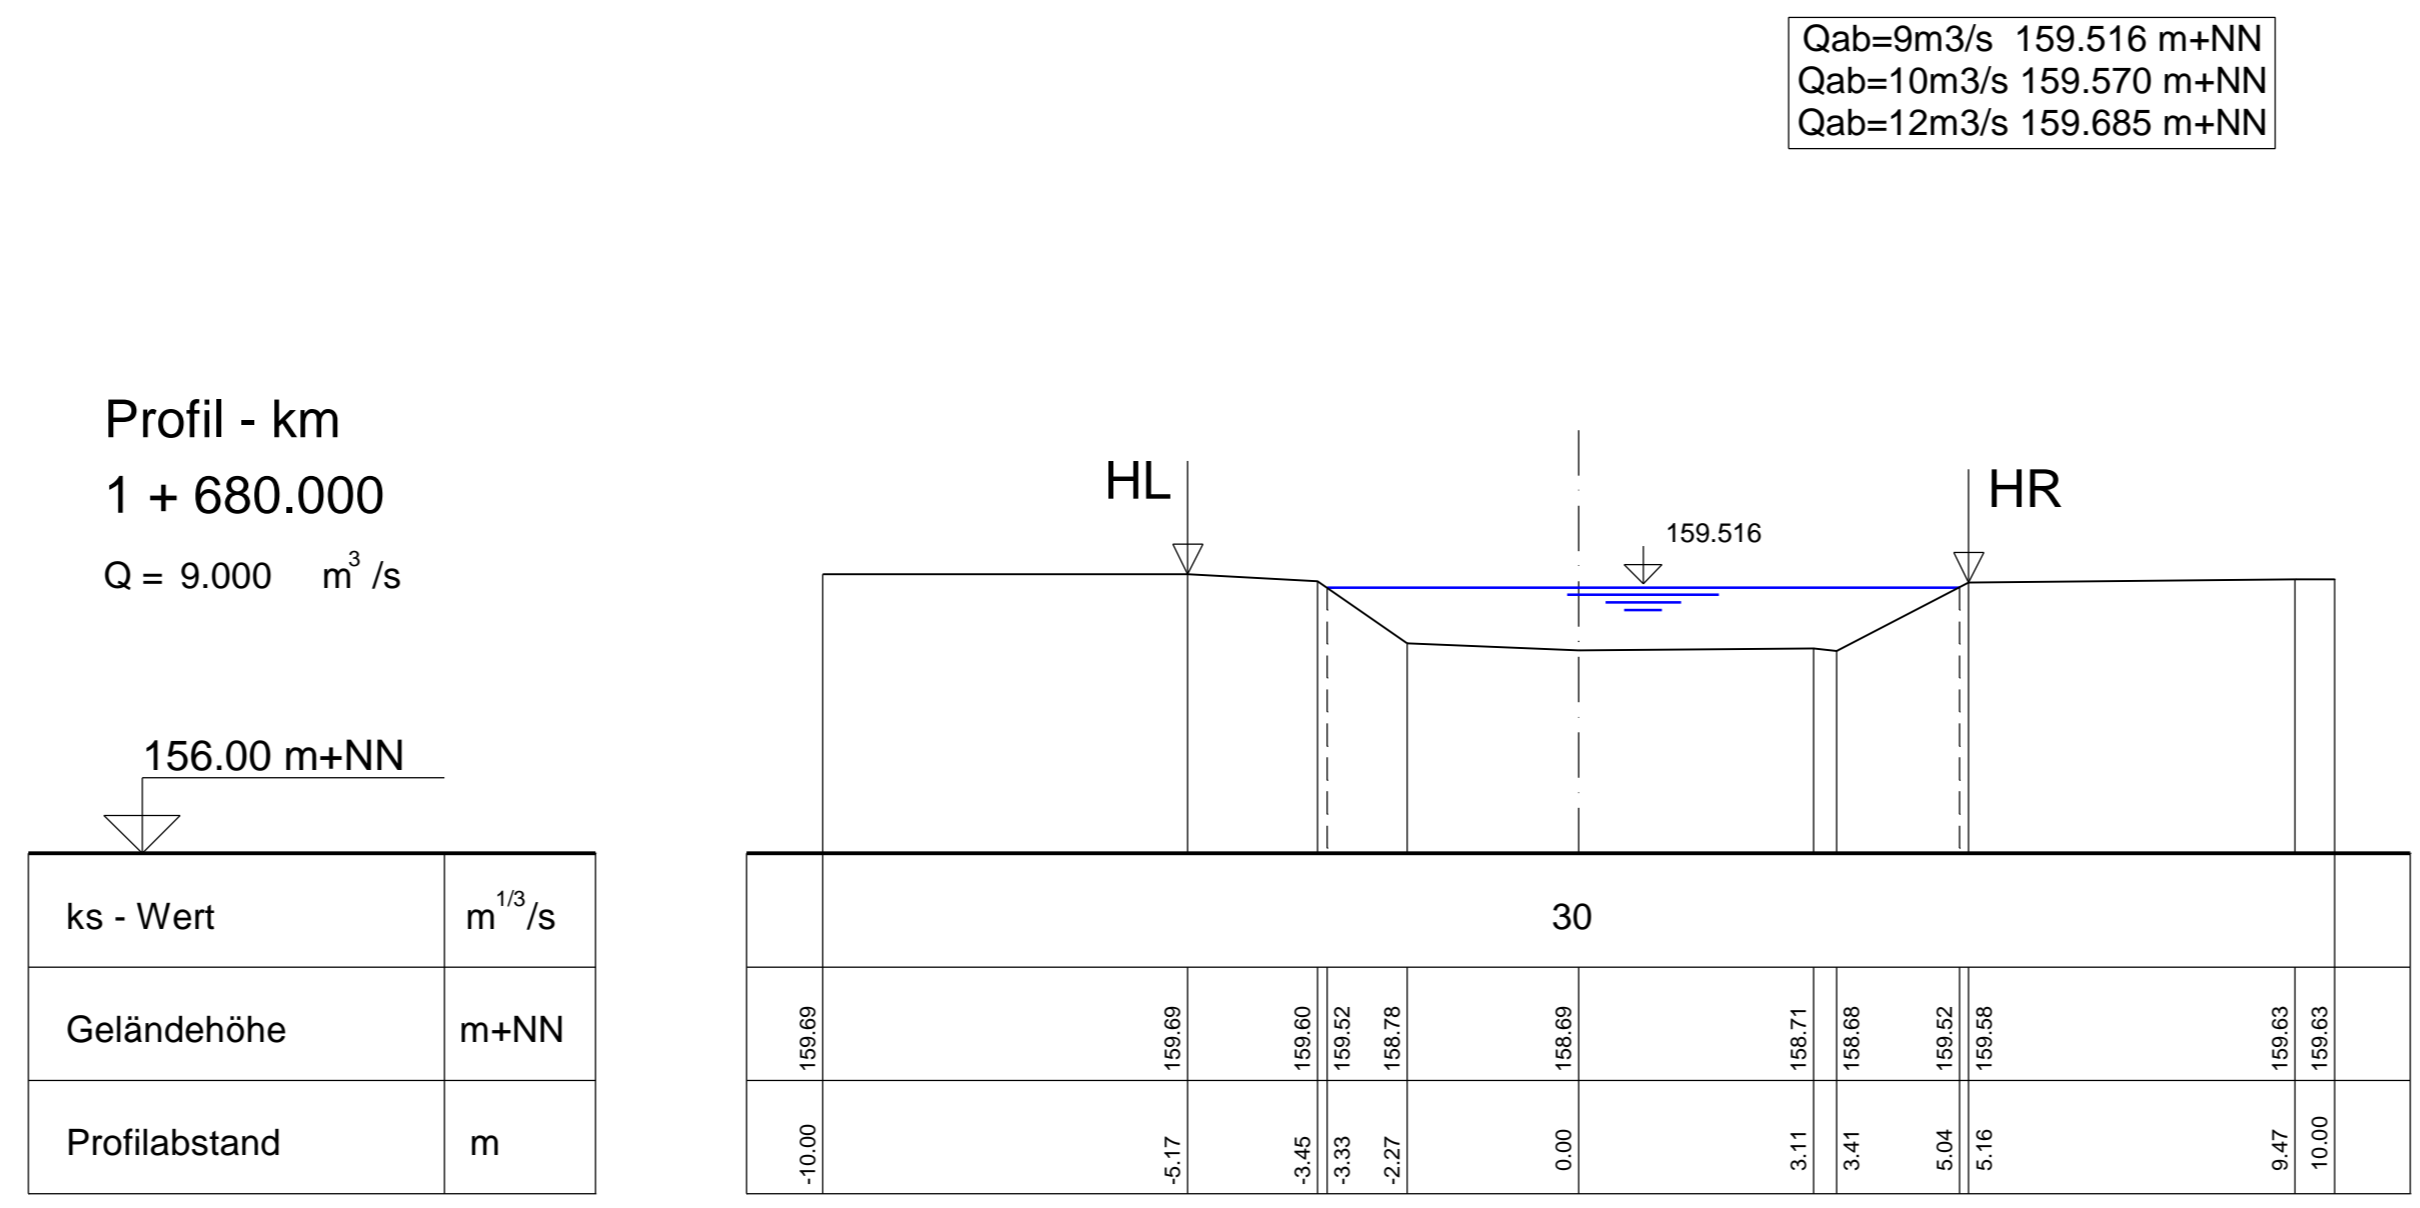 Qab=9m3/s 159.516 m+NN
Qab=10m3/s 159.570 m+NN
Qab=12m3/s 159.685 m+NN
Profil - km
1 + 680.000
Q = 9.000 m³ /s
HL
HR
159.516
156.00 m+NN
ks - Wert m^1/3/s 30
Geländehöhe m+NN 159.69 159.69 159.60 159.52 158.78 158.69 158.71 158.68 159.52 159.58 159.63 159.63
Profilabstand m -10.00 -5.17 -3.45 -3.33 -2.27 0.00 3.11 3.41 5.04 5.16 9.47 10.00